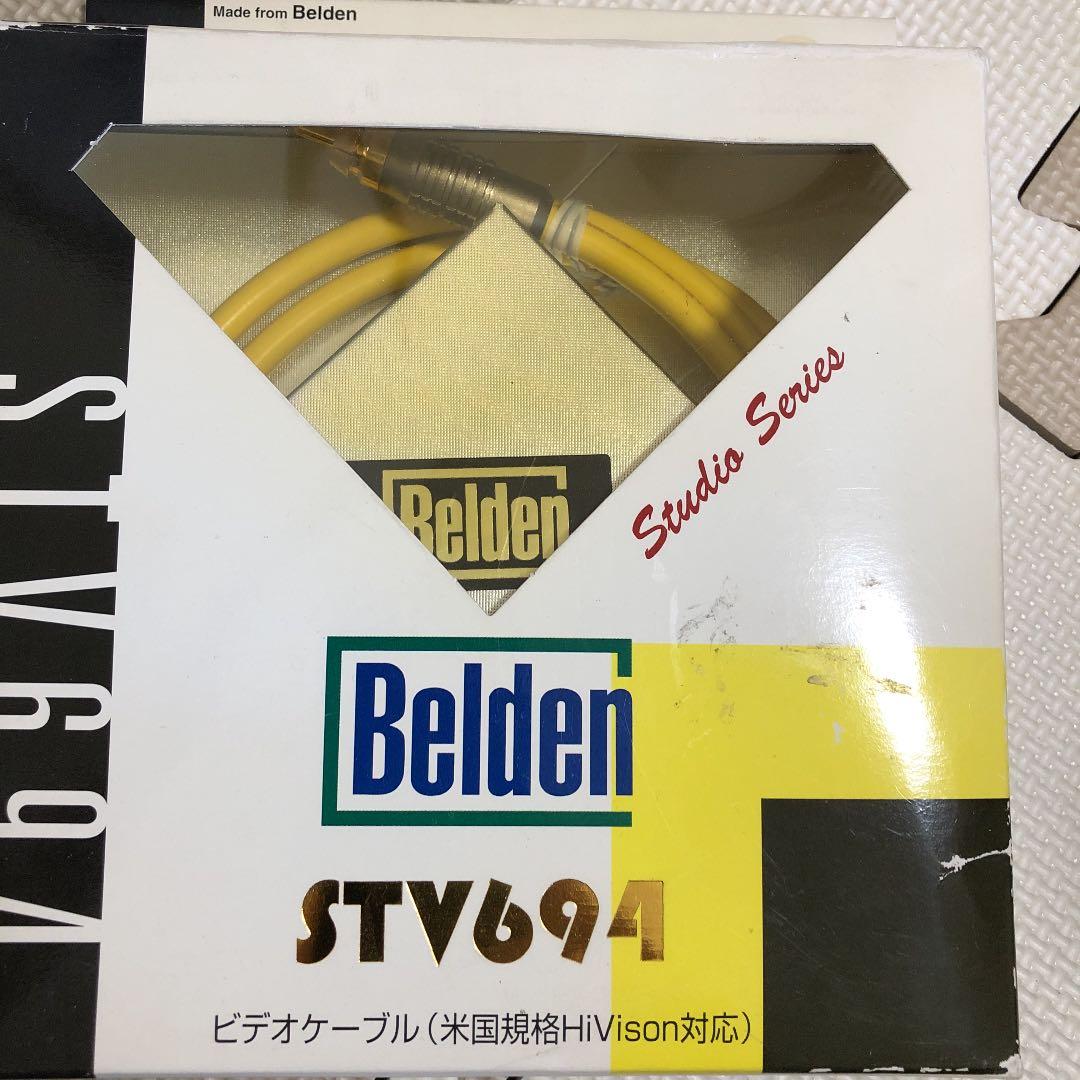 Made from Belden
STV694
Studio Series
Belden
Belden
STV694
ビデオケーブル（米国規格HiVison対応）